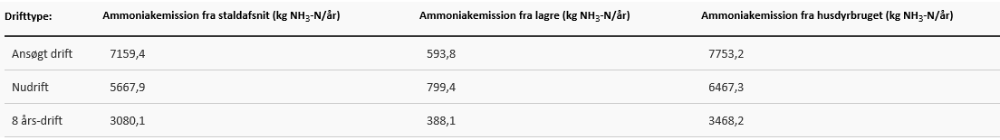 Drifttype: Ammoniakemission fra staldafsnit (kg NH3-N/år) Ammoniakemission fra lagre (kg NH3-N/år) Ammoniakemission fra husdyrbruget (kg NH3-N/år)
Ansøgt drift 7159,4 593,8 7753,2
Nudrift 5667,9 799,4 6467,3
8 års-drift 3080,1 388,1 3468,2